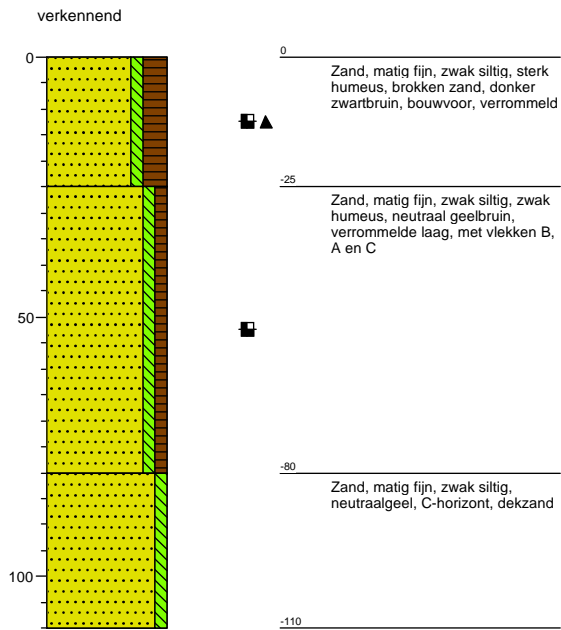 verkennend
0
0
Zand, matig fijn, zwak siltig, sterk
humeus, brokken zand, donker
zwartbruin, bouwvoor, verrommeld
-25
Zand, matig fijn, zwak siltig, zwak
humeus, neutraal geelbruin,
verrommelde laag, met vlekken B,
A en C
50
-80
Zand, matig fijn, zwak siltig,
neutraalgeel, C-horizont, dekzand
100
-110